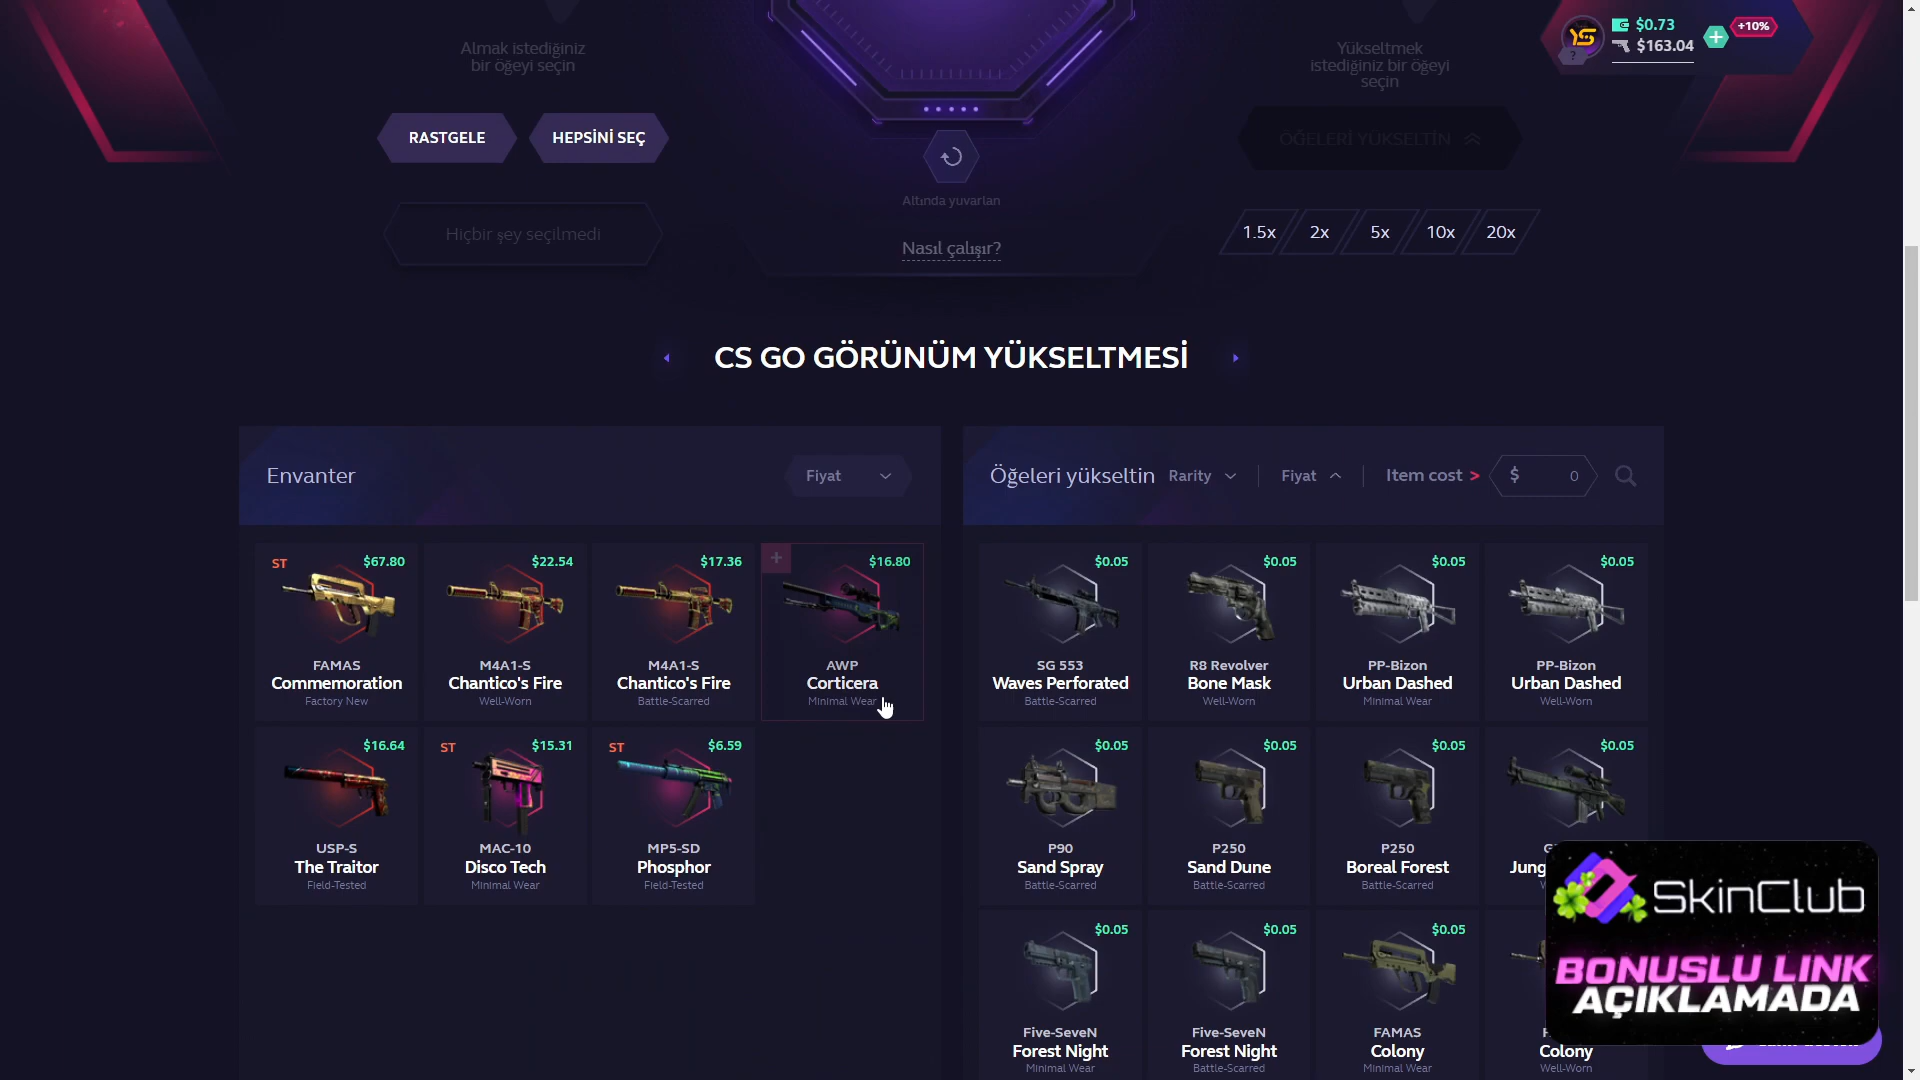 Almak istediğiniz
bir öğeyi seçin
Yükseltmek
istediğiniz bir öğeyi
seçin
YS
?
$0.73
$163.04
+10%
RASTGELE
HEPSİNİ SEÇ
ÖĞELERİ YÜKSELTİN
Altında yuvarlan
Hiçbir şey seçilmedi
Nasıl çalışır?
1.5x
2x
5x
10x
20x
CS GO GÖRÜNÜM YÜKSELTMESİ
Envanter
Fiyat
Öğeleri yükseltin
Rarity
Fiyat
Item cost >
$
0
ST
$67.80
FAMAS
Commemoration
Factory New
$22.54
M4A1-S
Chantico's Fire
Well-Worn
$17.36
M4A1-S
Chantico's Fire
Battle-Scarred
$16.80
AWP
Corticera
Minimal Wear
$0.05
SG 553
Waves Perforated
Battle-Scarred
$0.05
R8 Revolver
Bone Mask
Well-Worn
$0.05
PP-Bizon
Urban Dashed
Minimal Wear
$0.05
PP-Bizon
Urban Dashed
Well-Worn
$16.64
USP-S
The Traitor
Field-Tested
ST
$15.31
MAC-10
Disco Tech
Minimal Wear
ST
$6.59
MP5-SD
Phosphor
Field-Tested
$0.05
P90
Sand Spray
Battle-Scarred
$0.05
P250
Sand Dune
Battle-Scarred
$0.05
P250
Boreal Forest
Battle-Scarred
$0.05
$0.05
Five-SeveN
Forest Night
Minimal Wear
$0.05
Five-SeveN
Forest Night
Battle-Scarred
$0.05
FAMAS
Colony
Minimal Wear
Colony
Well-Worn
SkinClub
BONUSLU LINK
AÇIKLAMADA